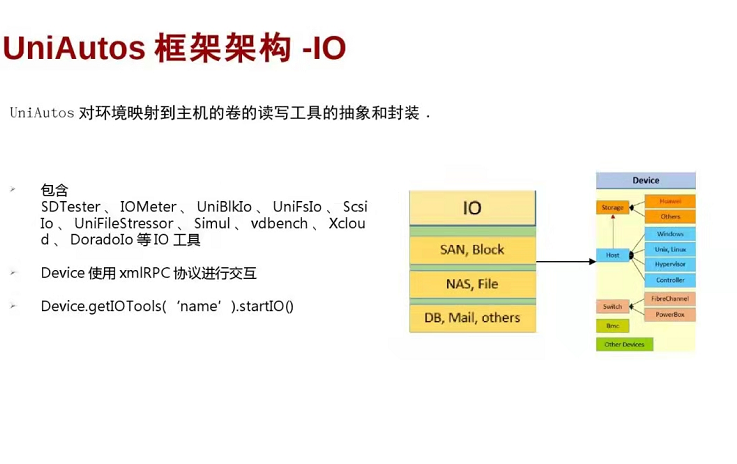 UniAutos 框架架构 -IO
UniAutos 对环境映射到主机的卷的读写工具的抽象和封装 .
包含
SDTester 、 IOMeter 、 UniBlkIo 、 UniFsIo 、 Scsi
Io 、 UniFileStressor 、 Simul 、 vdbench 、 Xclou
d 、 DoradoIo 等 IO 工具
Device 使用 xmlRPC 协议进行交互
Device.getIOTools(‘name’).startIO()
IO
SAN, Block
NAS, File
DB, Mail, others
Device
Storage
Huawei
Others
Host
Windows
Unix, Linux
Hypervisor
Controller
Switch
FibreChannel
PowerBox
Bmc
Other Devices